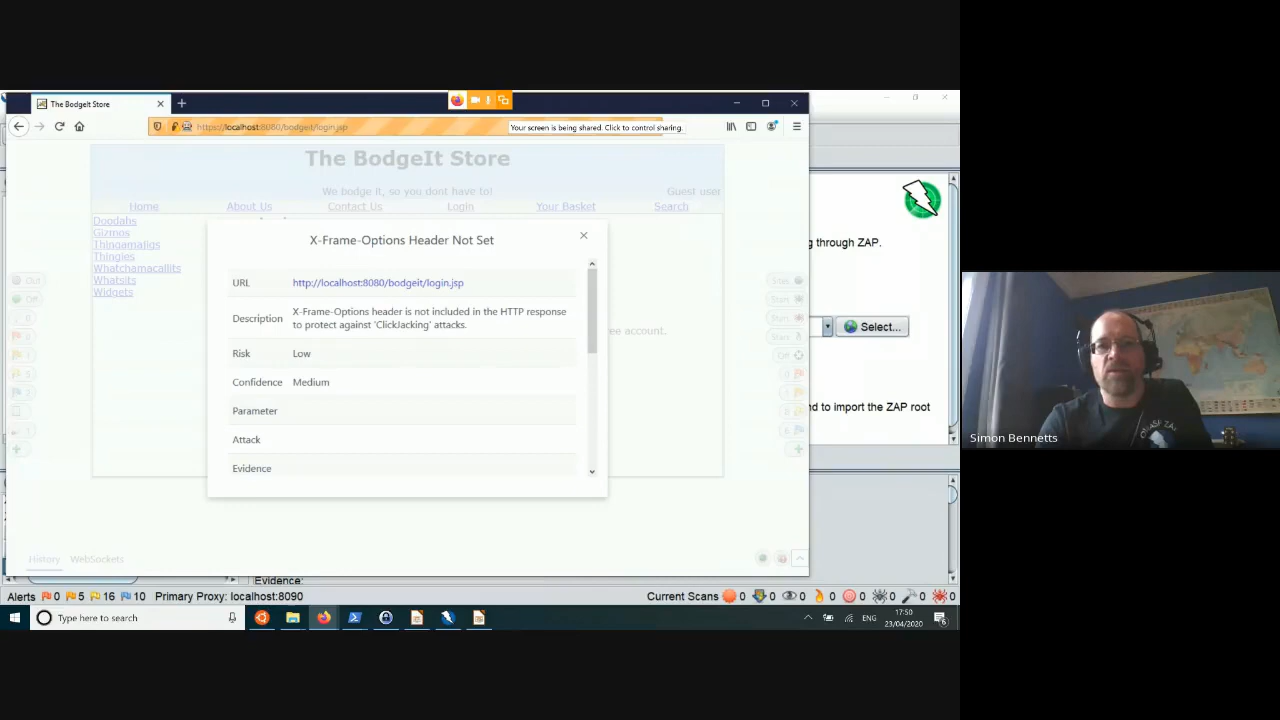 The BodgeIt Store
https://localhost:8080/bodgeit/login.jsp
Your screen is being shared. Click to control sharing.
The BodgeIt Store
We bodge it, so you dont have to!
Guest user
Home
About Us
Contact Us
Login
Your Basket
Search
Doodahs
Gizmos
Thingamajigs
Thingies
Whatchamacallits
Whatsits
Widgets
X-Frame-Options Header Not Set
URL
http://localhost:8080/bodgeit/login.jsp
Description
X-Frame-Options header is not included in the HTTP response
to protect against 'ClickJacking' attacks.
Risk
Low
Confidence
Medium
Parameter
Attack
Evidence
account.
g through ZAP.
Select...
to import the ZAP root
Off
Off
Simon Bennetts
History
WebSockets
Evidence:
Alerts 0 5 16 10 Primary Proxy: localhost:8090
Current Scans 0 0 0 0 0 0 0 0
Type here to search
ENG
17:50
23/04/2020